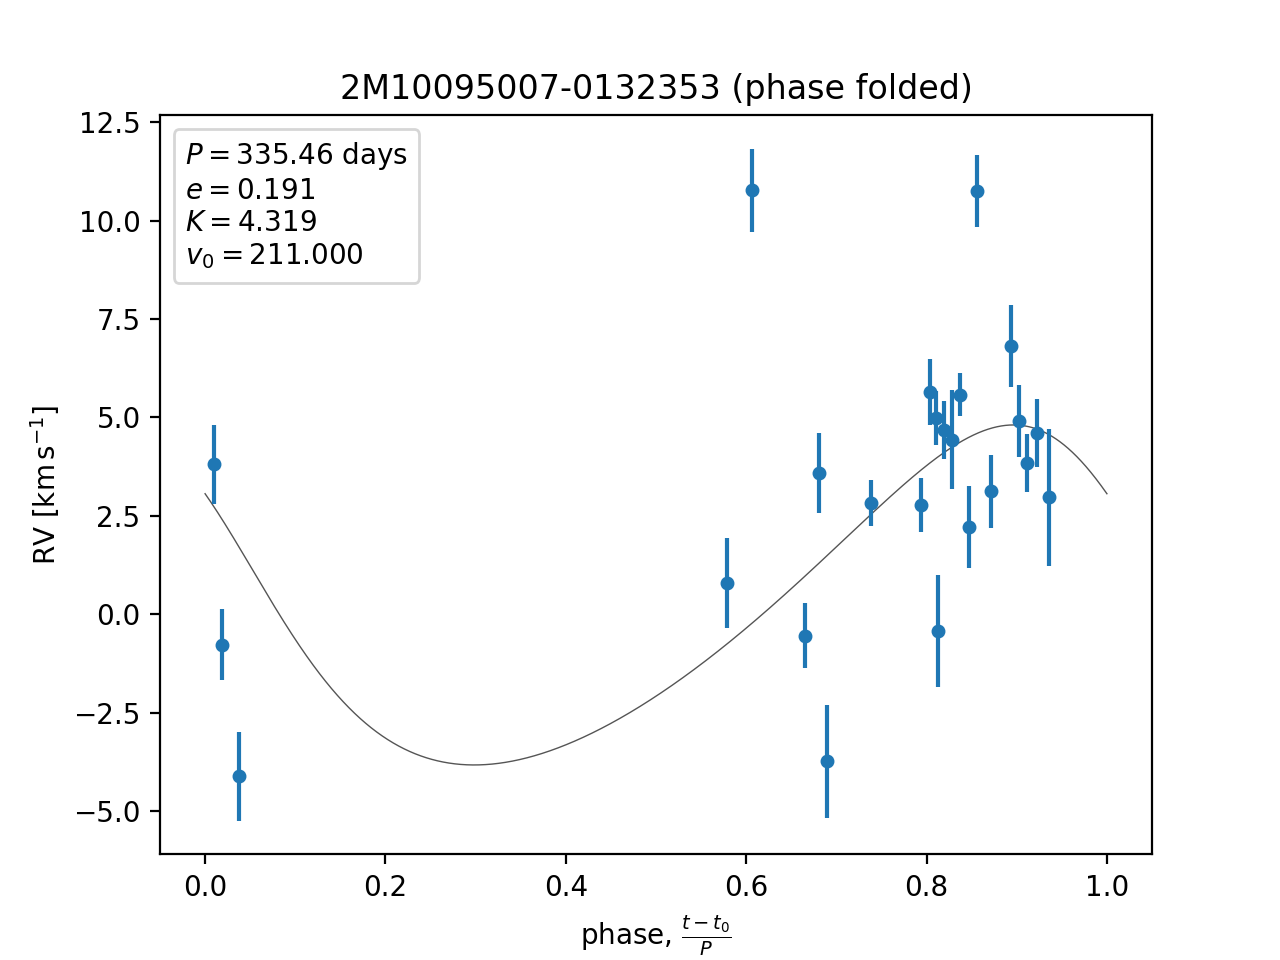 2M10095007-0132353 (phase folded)
P = 335.46 days
e = 0.191
K = 4.319
v₀ = 211.000
12.5
10.0
7.5
5.0
2.5
0.0
−2.5
−5.0
RV [km s⁻¹]
0.0 0.2 0.4 0.6 0.8 1.0
phase, (t − t₀)/P